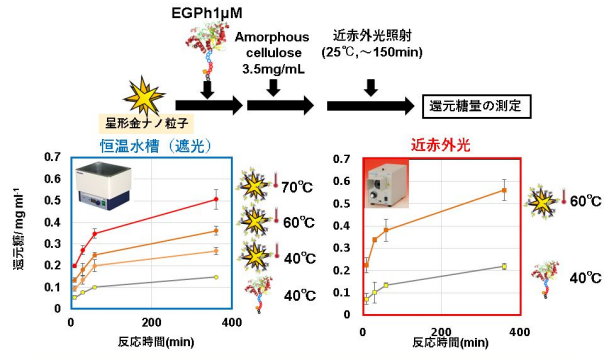 EGPh1μM
Amorphous
cellulose
3.5mg/mL
近赤外光照射
(25℃,～150min)
星形金ナノ粒子
還元糖量の測定
恒温水槽（遮光）
還元糖/mg ml-1
0.7
0.6
0.5
0.4
0.3
0.2
0.1
0
0
200
400
反応時間(min)
70℃
60℃
40℃
40℃
近赤外光
0.7
0.6
0.5
0.4
0.3
0.2
0.1
0
0
200
400
反応時間(min)
60℃
40℃